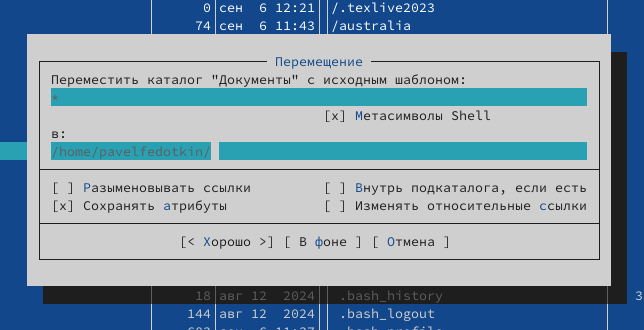 0 сен 6 12:21 /.texlive2023
74 сен 6 11:43 /australia
Перемещение
Переместить каталог "Документы" с исходным шаблоном:
*
[x] Метасимволы Shell
в:
/home/pavelfedotkin/
[ ] Разыменовывать ссылки [ ] Внутрь подкаталога, если есть
[x] Сохранять атрибуты [ ] Изменять относительные ссылки
[< Хорошо >] [ В фоне ] [ Отмена ]
18 авг 12 2024 .bash_history 3
144 авг 12 2024 .bash_logout